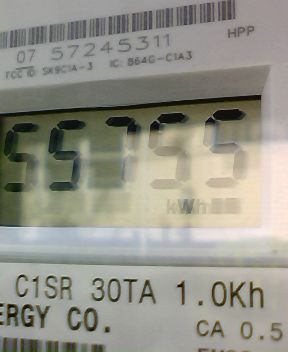 07 57245311
HPP
FCC ID: SK9C1A-3 IC: 864G-C1A3
55755
kWh
C1SR 30TA 1.0Kh
ERGY CO.
CA 0.5